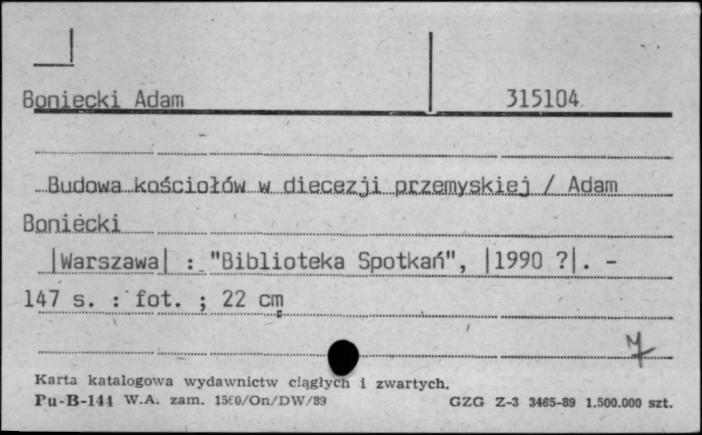 Boniecki Adam 315104
Budowa kościołów w diecezji przemyskiej / Adam
Boniecki
|Warszawa| : "Biblioteka Spotkań", |1990 ?|. -
147 s. : fot. ; 22 cm
7
Karta katalogowa wydawnictw ciągłych i zwartych.
Pu-B-144 W.A. zam. 1560/On/DW/89 GZG Z-3 3465-89 1.500.000 szt.